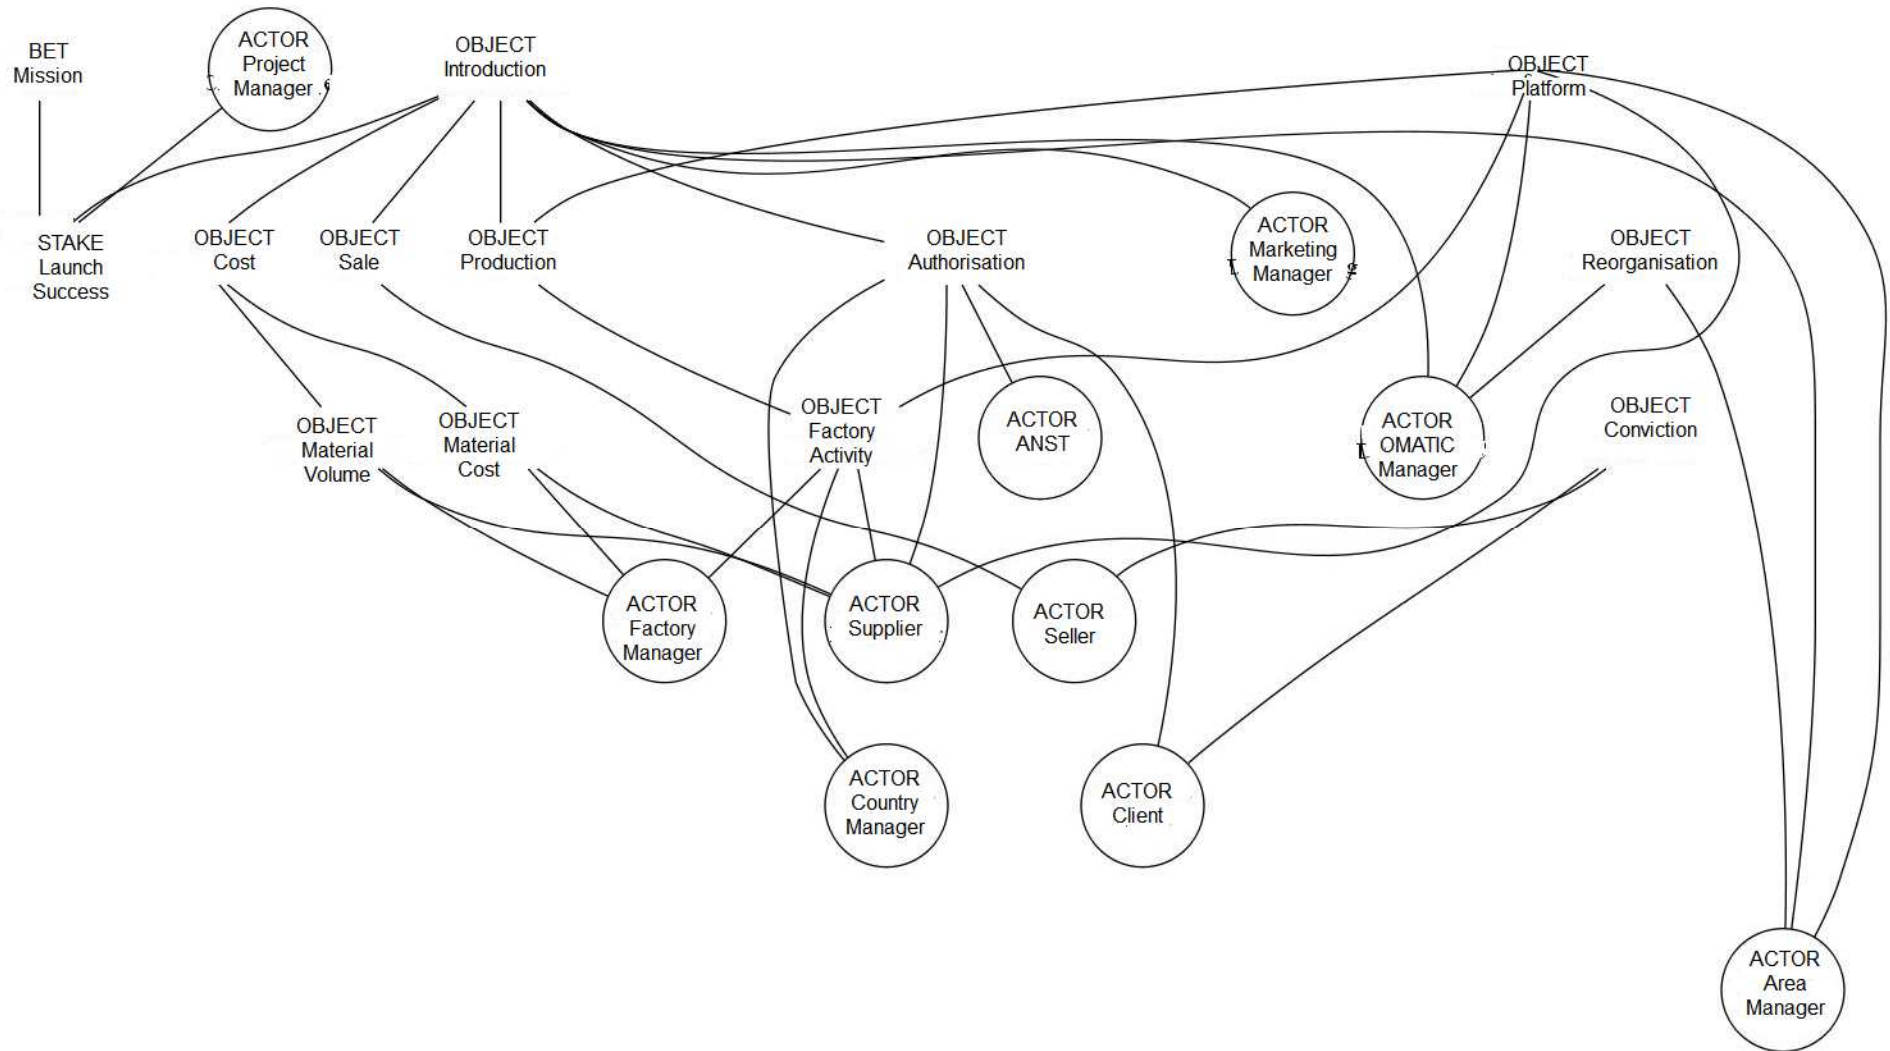 BET
Mission
ACTOR
Project
Manager
OBJECT
Introduction
OBJECT
Platform
STAKE
Launch
Success
OBJECT
Cost
OBJECT
Sale
OBJECT
Production
OBJECT
Authorisation
ACTOR
Marketing
Manager
OBJECT
Reorganisation
OBJECT
Material
Volume
OBJECT
Material
Cost
OBJECT
Factory
Activity
ACTOR
ANST
ACTOR
OMATIC
Manager
OBJECT
Conviction
ACTOR
Factory
Manager
ACTOR
Supplier
ACTOR
Seller
ACTOR
Country
Manager
ACTOR
Client
ACTOR
Area
Manager